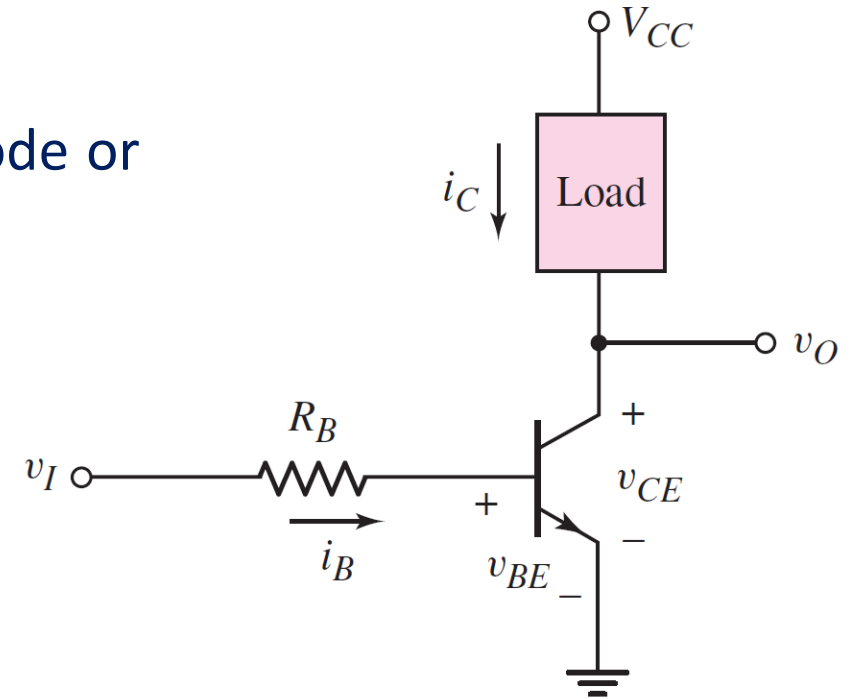 V_CC
ode or
i_C
Load
v_O
R_B
+
v_I
v_CE
+
i_B
v_BE
−
−